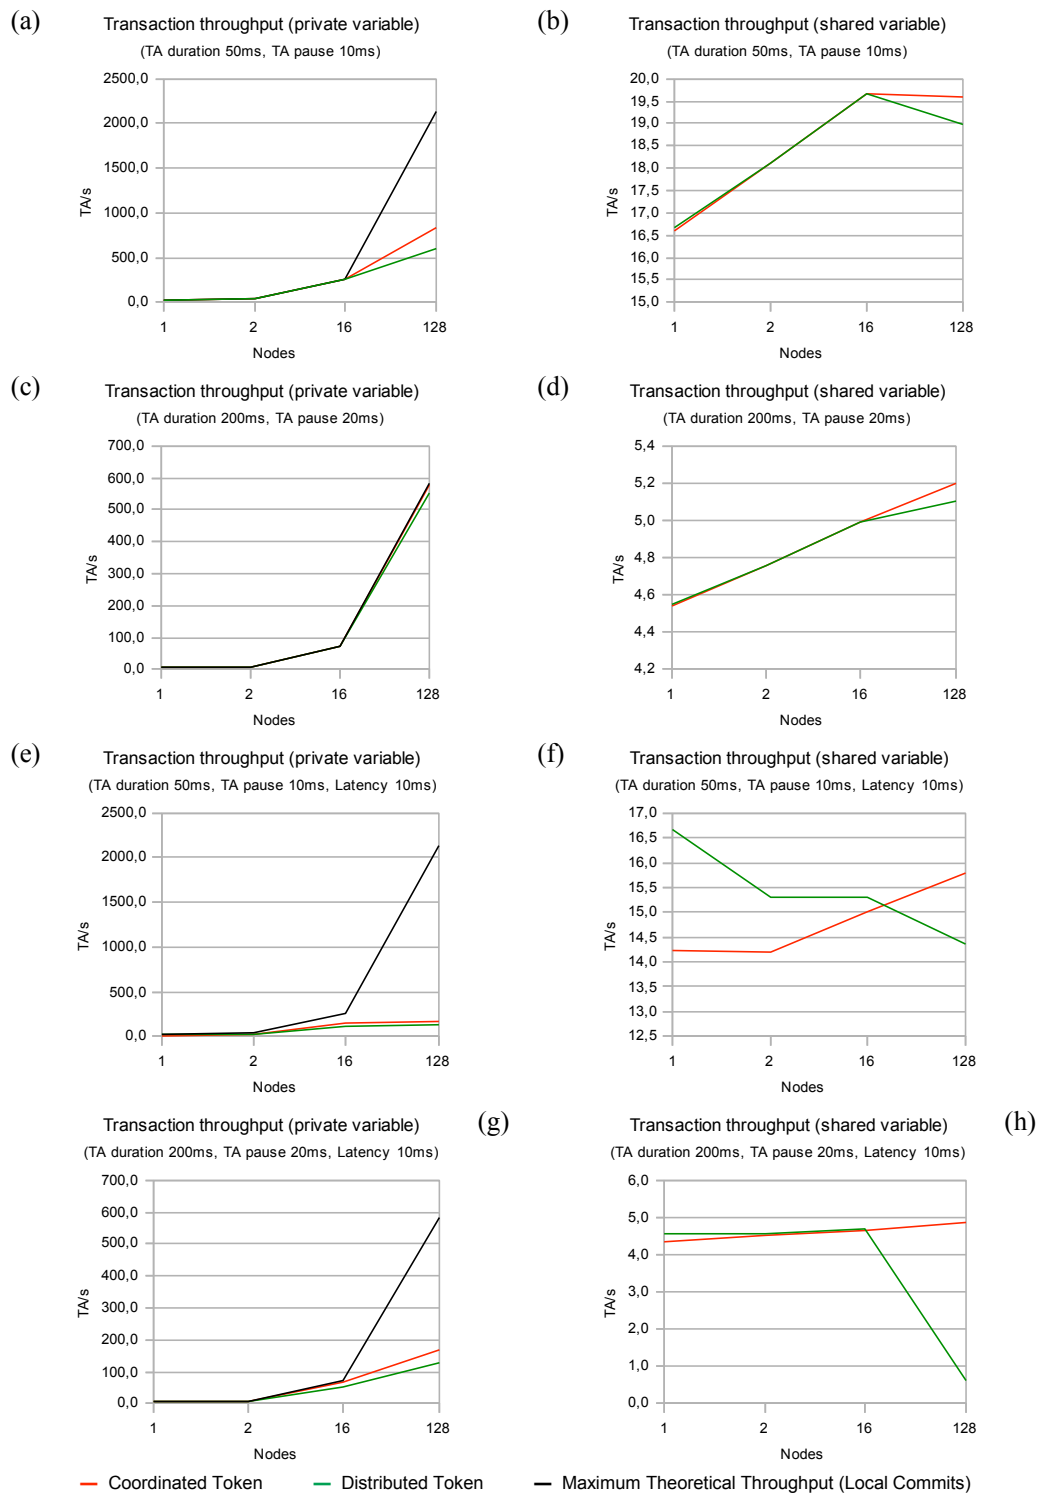 (a)
Transaction throughput (private variable)
(TA duration 50ms, TA pause 10ms)
2500,0
2000,0
1500,0
1000,0
500,0
0,0
TA/s
1 2 16 128
Nodes
(b)
Transaction throughput (shared variable)
(TA duration 50ms, TA pause 10ms)
20,0
19,5
19,0
18,5
18,0
17,5
17,0
16,5
16,0
15,5
15,0
TA/s
1 2 16 128
Nodes
(c)
Transaction throughput (private variable)
(TA duration 200ms, TA pause 20ms)
700,0
600,0
500,0
400,0
300,0
200,0
100,0
0,0
TA/s
1 2 16 128
Nodes
(d)
Transaction throughput (shared variable)
(TA duration 200ms, TA pause 20ms)
5,4
5,2
5,0
4,8
4,6
4,4
4,2
TA/s
1 2 16 128
Nodes
(e)
Transaction throughput (private variable)
(TA duration 50ms, TA pause 10ms, Latency 10ms)
2500,0
2000,0
1500,0
1000,0
500,0
0,0
TA/s
1 2 16 128
Nodes
(f)
Transaction throughput (shared variable)
(TA duration 50ms, TA pause 10ms, Latency 10ms)
17,0
16,5
16,0
15,5
15,0
14,5
14,0
13,5
13,0
12,5
TA/s
1 2 16 128
Nodes
Transaction throughput (private variable)
(g)
(TA duration 200ms, TA pause 20ms, Latency 10ms)
700,0
600,0
500,0
400,0
300,0
200,0
100,0
0,0
TA/s
1 2 16 128
Nodes
Transaction throughput (shared variable)
(h)
(TA duration 200ms, TA pause 20ms, Latency 10ms)
6,0
5,0
4,0
3,0
2,0
1,0
0,0
TA/s
1 2 16 128
Nodes
Coordinated Token Distributed Token Maximum Theoretical Throughput (Local Commits)